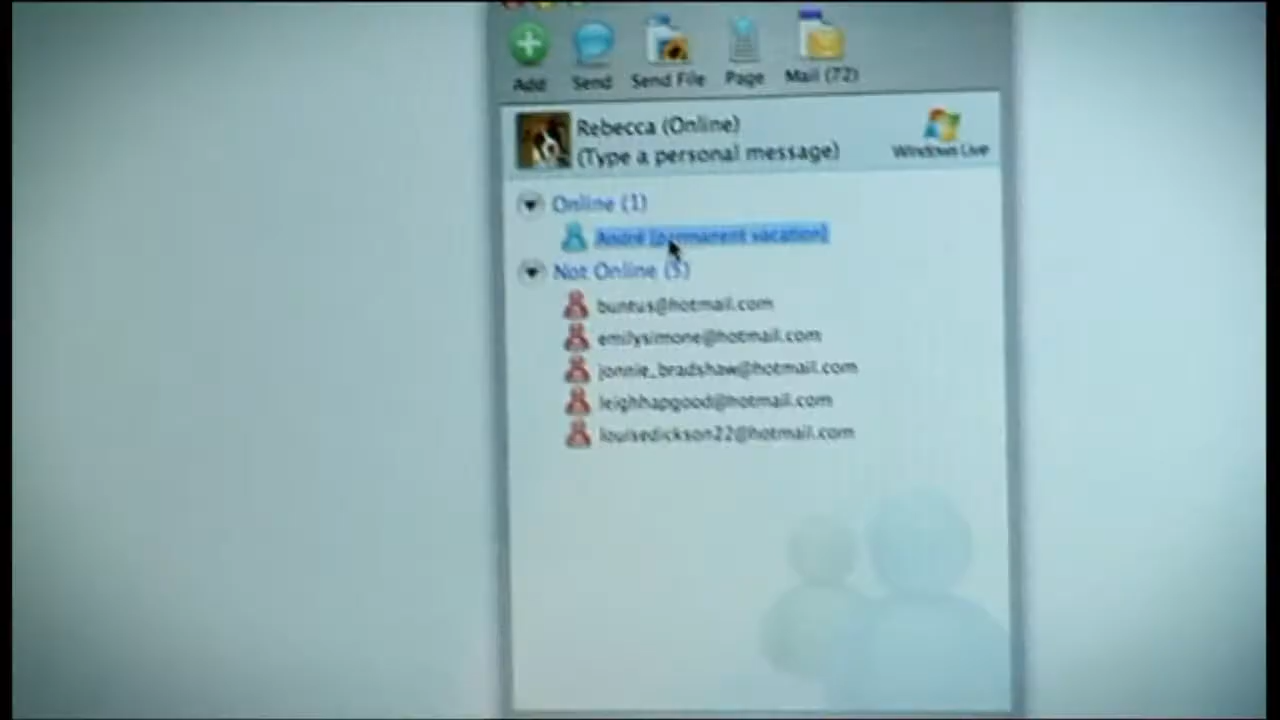 Add Send Send File Page Mail (72)
Rebecca (Online)
(Type a personal message)
Windows Live
Online (1)
André [permanent vacation]
Not Online (5)
buntus@hotmail.com
emilysimone@hotmail.com
jonnie_bradshaw@hotmail.com
leighhapgood@hotmail.com
louisedickson22@hotmail.com